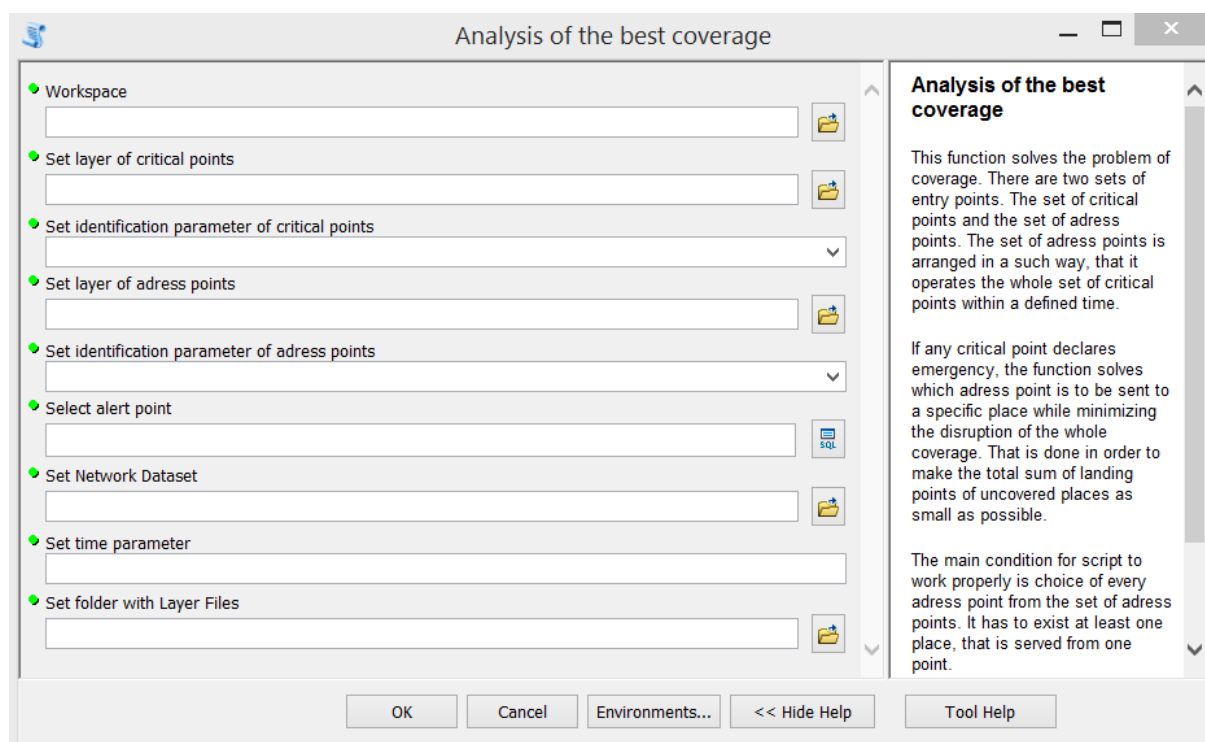 Analysis of the best coverage
Workspace
Set layer of critical points
Set identification parameter of critical points
Set layer of adress points
Set identification parameter of adress points
Select alert point
SQL
Set Network Dataset
Set time parameter
Set folder with Layer Files
Analysis of the best
coverage
This function solves the problem of
coverage. There are two sets of
entry points. The set of critical
points and the set of adress
points. The set of adress points is
arranged in a such way, that it
operates the whole set of critical
points within a defined time.
If any critical point declares
emergency, the function solves
which adress point is to be sent to
a specific place while minimizing
the disruption of the whole
coverage. That is done in order to
make the total sum of landing
points of uncovered places as
small as possible.
The main condition for script to
work properly is choice of every
adress point from the set of adress
points. It has to exist at least one
place, that is served from one
point.
OK
Cancel
Environments...
<< Hide Help
Tool Help